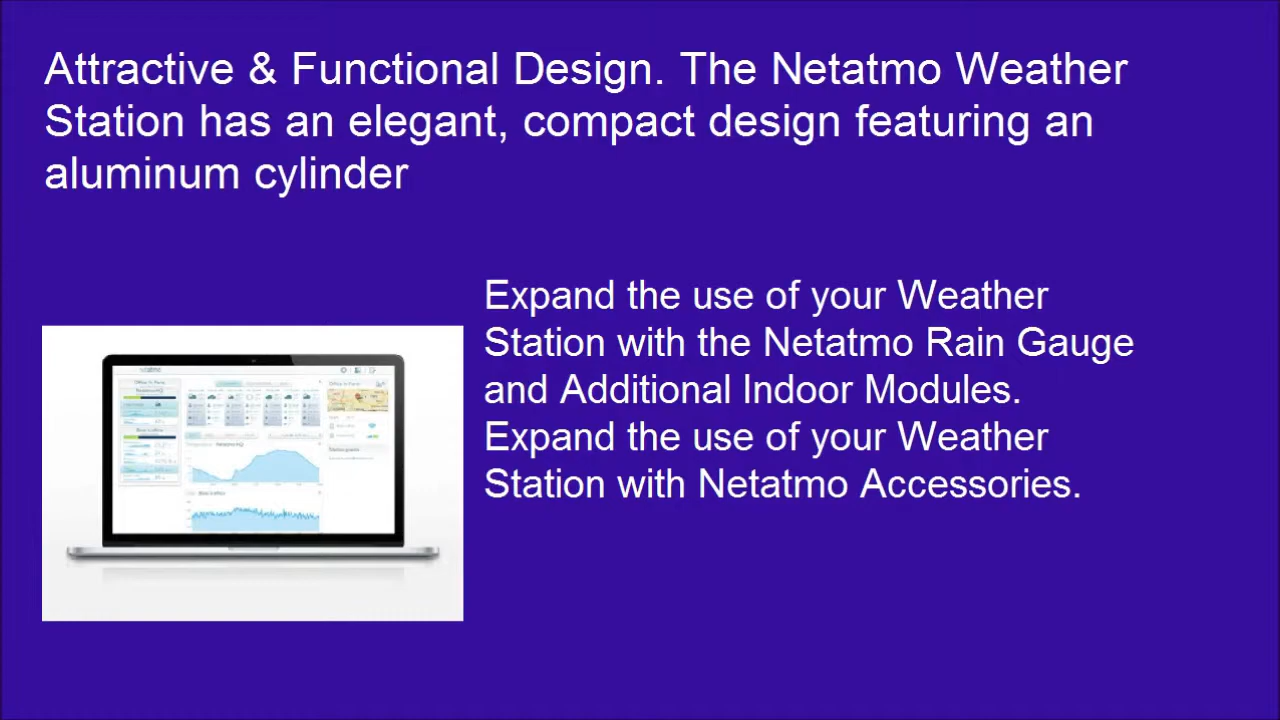 Attractive & Functional Design. The Netatmo Weather
Station has an elegant, compact design featuring an
aluminum cylinder
Expand the use of your Weather
Station with the Netatmo Rain Gauge
and Additional Indoor Modules.
Expand the use of your Weather
Station with Netatmo Accessories.